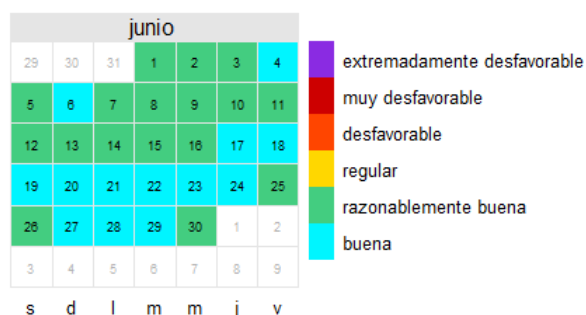 junio
29 30 31 1 2 3 4
5 6 7 8 9 10 11
12 13 14 15 16 17 18
19 20 21 22 23 24 25
26 27 28 29 30 1 2
3 4 5 6 7 8 9
s d l m m j v
extremadamente desfavorable
muy desfavorable
desfavorable
regular
razonablemente buena
buena